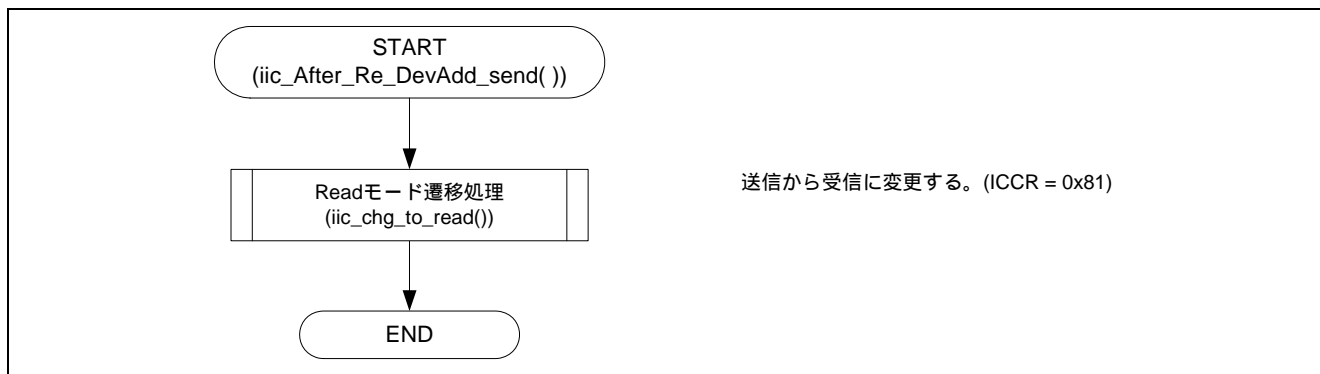 START
(iic_After_Re_DevAdd_send( ))
Readモード遷移処理
(iic_chg_to_read())
送信から受信に変更する。(ICCR = 0x81)
END